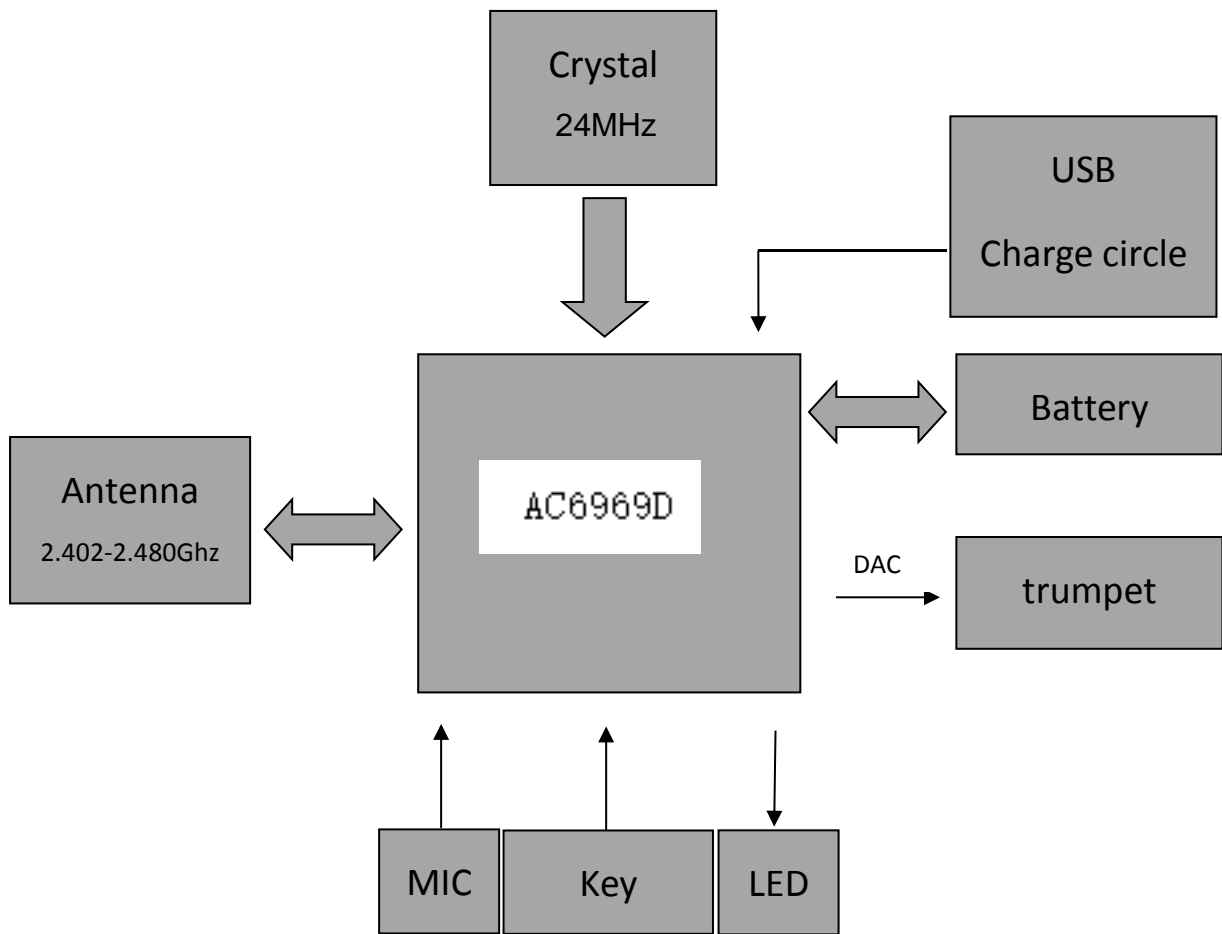 Crystal
24MHz
USB
Charge circle
Battery
Antenna
2.402-2.480Ghz
AC6969D
DAC
trumpet
MIC
Key
LED